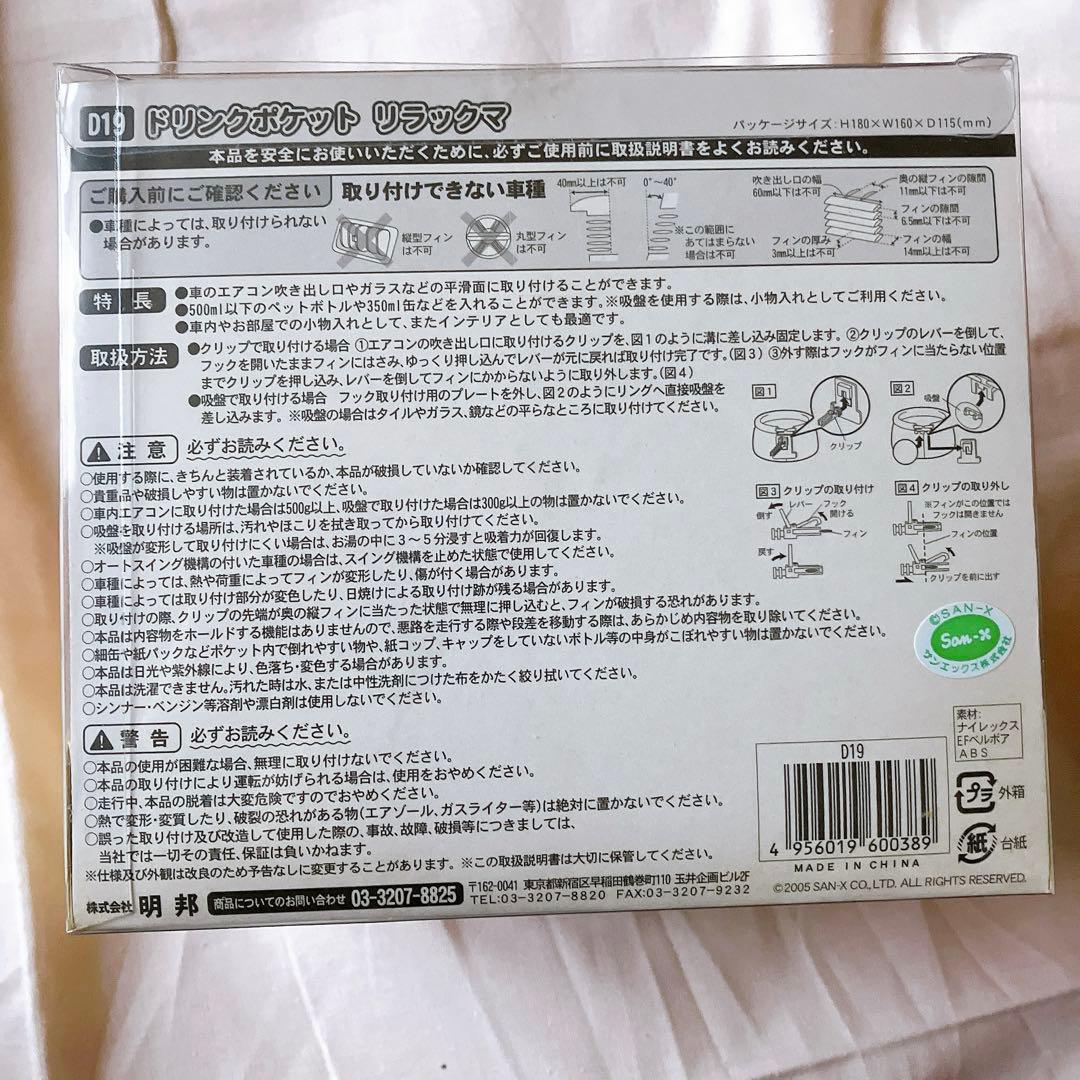 D19 ドリンクポケット リラックマ
パッケージサイズ：H180×W160×D115(mm)
本品を安全にお使いいただくために、必ずご使用前に取扱説明書をよくお読みください。
ご購入前にご確認ください
●車種によっては、取り付けられない
場合があります。
取り付けできない車種
縦型フィン
は不可
丸型フィン
は不可
40mm以上は不可
0°〜40°
※この範囲に
あてはまらない
場合は不可
吹き出し口の幅
60mm以下は不可
奥の縦フィンの隙間
11mm以下は不可
フィンの隙間
6.5mm以下は不可
フィンの厚み
3mm以上は不可
フィンの幅
14mm以上は不可
特長
●車のエアコン吹き出し口やガラスなどの平滑面に取り付けることができます。
●500ml以下のペットボトルや350ml缶などを入れることができます。※吸盤を使用する際は、小物入れとしてご利用ください。
●車内やお部屋での小物入れとして、またインテリアとしても最適です。
取扱方法
●クリップで取り付ける場合 ①エアコンの吹き出し口に取り付けるクリップを、図1のように溝に差し込み固定します。②クリップのレバーを倒して、
フックを開いたままフィンにはさみ、ゆっくり押し込んでレバーが元に戻れば取り付け完了です。(図3) ③外す際はフックがフィンに当たらない位置
までクリップを押し込み、レバーを倒してフィンにかからないように取り外します。(図4)
●吸盤で取り付ける場合 フック取り付け用のプレートを外し、図2のようにリングへ直接吸盤を
差し込みます。※吸盤の場合はタイルやガラス、鏡などの平らなところに取り付けてください。
図1
クリップ
図2
吸盤
図3 クリップの取り付け
倒す
レバー
フック
開ける
フィン
戻す
図4 クリップの取り外し
※フィンがこの位置では
フックは開きません
フィンの位置
クリップを前に出す
注意 必ずお読みください。
○使用する際に、きちんと装着されているか、本品が破損していないか確認してください。
○貴重品や破損しやすい物は置かないでください。
○車内エアコンに取り付けた場合は500g以上、吸盤で取り付けた場合は300g以上の物は置かないでください。
○吸盤を取り付ける場所は、汚れやほこりを拭き取ってから取り付けてください。
※吸盤が変形して取り付けにくい場合は、お湯の中に3〜5分浸すと吸着力が回復します。
○オートスイング機構の付いた車種の場合は、スイング機構を止めた状態で使用してください。
○車種によっては、熱や荷重によってフィンが変形したり、傷が付く場合があります。
○車種によっては取り付け部分が変色したり、日焼けによる取り付け跡が残る場合があります。
○取り付けの際、クリップの先端が奥の縦フィンに当たった状態で無理に押し込むと、フィンが破損する恐れがあります。
○本品は内容物をホールドする機能はありませんので、悪路を走行する際や段差を移動する際は、あらかじめ内容物を取り除いてください。
○細缶や紙パックなどポケット内で倒れやすい物や、紙コップ、キャップをしていないボトル等の中身がこぼれやすい物は置かないでください。
○本品は日光や紫外線により、色落ち・変色する場合があります。
○本品は洗濯できません。汚れた時は水、または中性洗剤につけた布をかたく絞り拭いてください。
○シンナー・ベンジン等溶剤や漂白剤は使用しないでください。
警告 必ずお読みください。
○本品の使用が困難な場合、無理に取り付けないでください。
○本品の取り付けにより運転が妨げられる場合は、使用をおやめください。
○走行中、本品の脱着は大変危険ですのでおやめください。
○熱で変形・変質したり、破裂の恐れがある物(エアゾール、ガスライター等)は絶対に置かないでください。
○誤った取り付け及び改造して使用した際の、事故、故障、破損等につきましては、
当社では一切その責任、保証は負いかねます。
※仕様及び外観は改良のため予告なしに変更することがあります。※この取扱説明書は大切に保管してください。
株式会社 明邦
商品についてのお問い合わせ 03-3207-8825
〒162-0041 東京都新宿区早稲田鶴巻町110 玉井企画ビル2F
TEL:03-3207-8820 FAX:03-3207-9232
©SAN-X
San-X
サンエックス株式会社
素材:
ナイレックス
EFベルボア
ABS
プラ 外箱
紙 台紙
D19
4 956019 600389
MADE IN CHINA
©2005 SAN-X CO., LTD. ALL RIGHTS RESERVED.